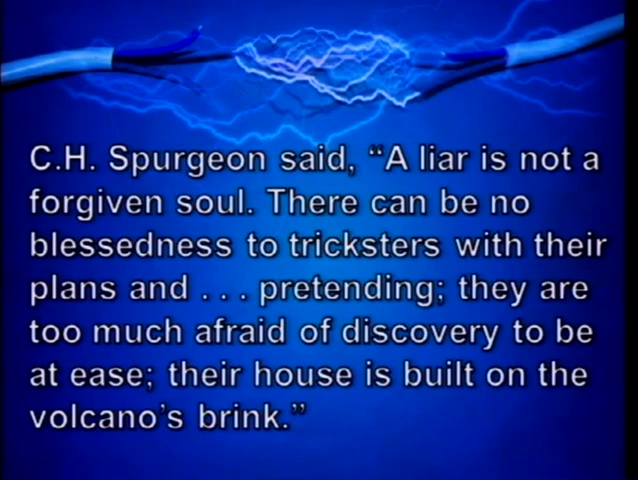 C.H. Spurgeon said, “A liar is not a
forgiven soul. There can be no
blessedness to tricksters with their
plans and . . . pretending; they are
too much afraid of discovery to be
at ease; their house is built on the
volcano’s brink.”